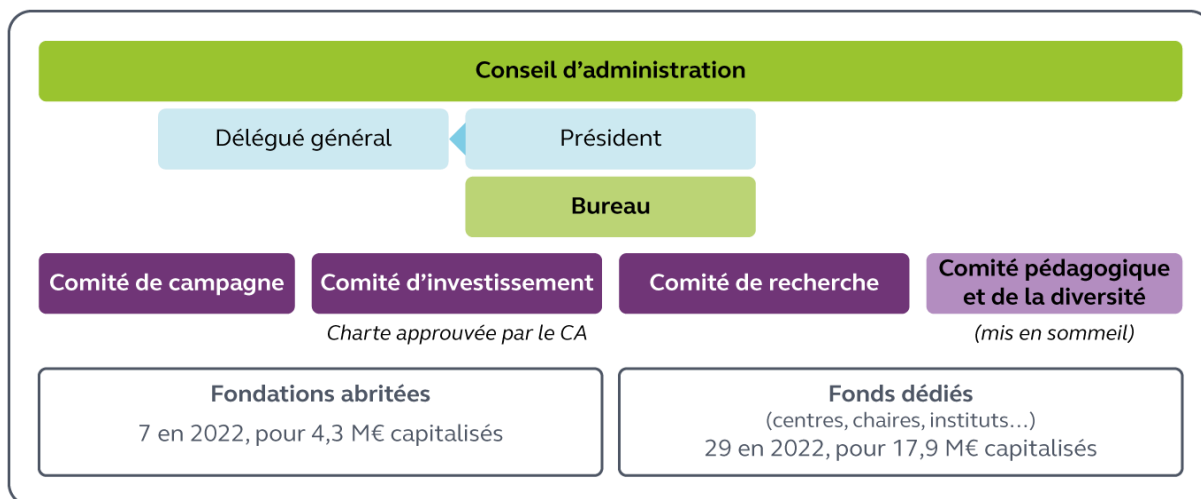 Conseil d'administration
Délégué général
Président
Bureau
Comité de campagne
Comité d'investissement
Comité de recherche
Comité pédagogique
et de la diversité
Charte approuvée par le CA
(mis en sommeil)
Fondations abritées
7 en 2022, pour 4,3 M€ capitalisés
Fonds dédiés
(centres, chaires, instituts...)
29 en 2022, pour 17,9 M€ capitalisés